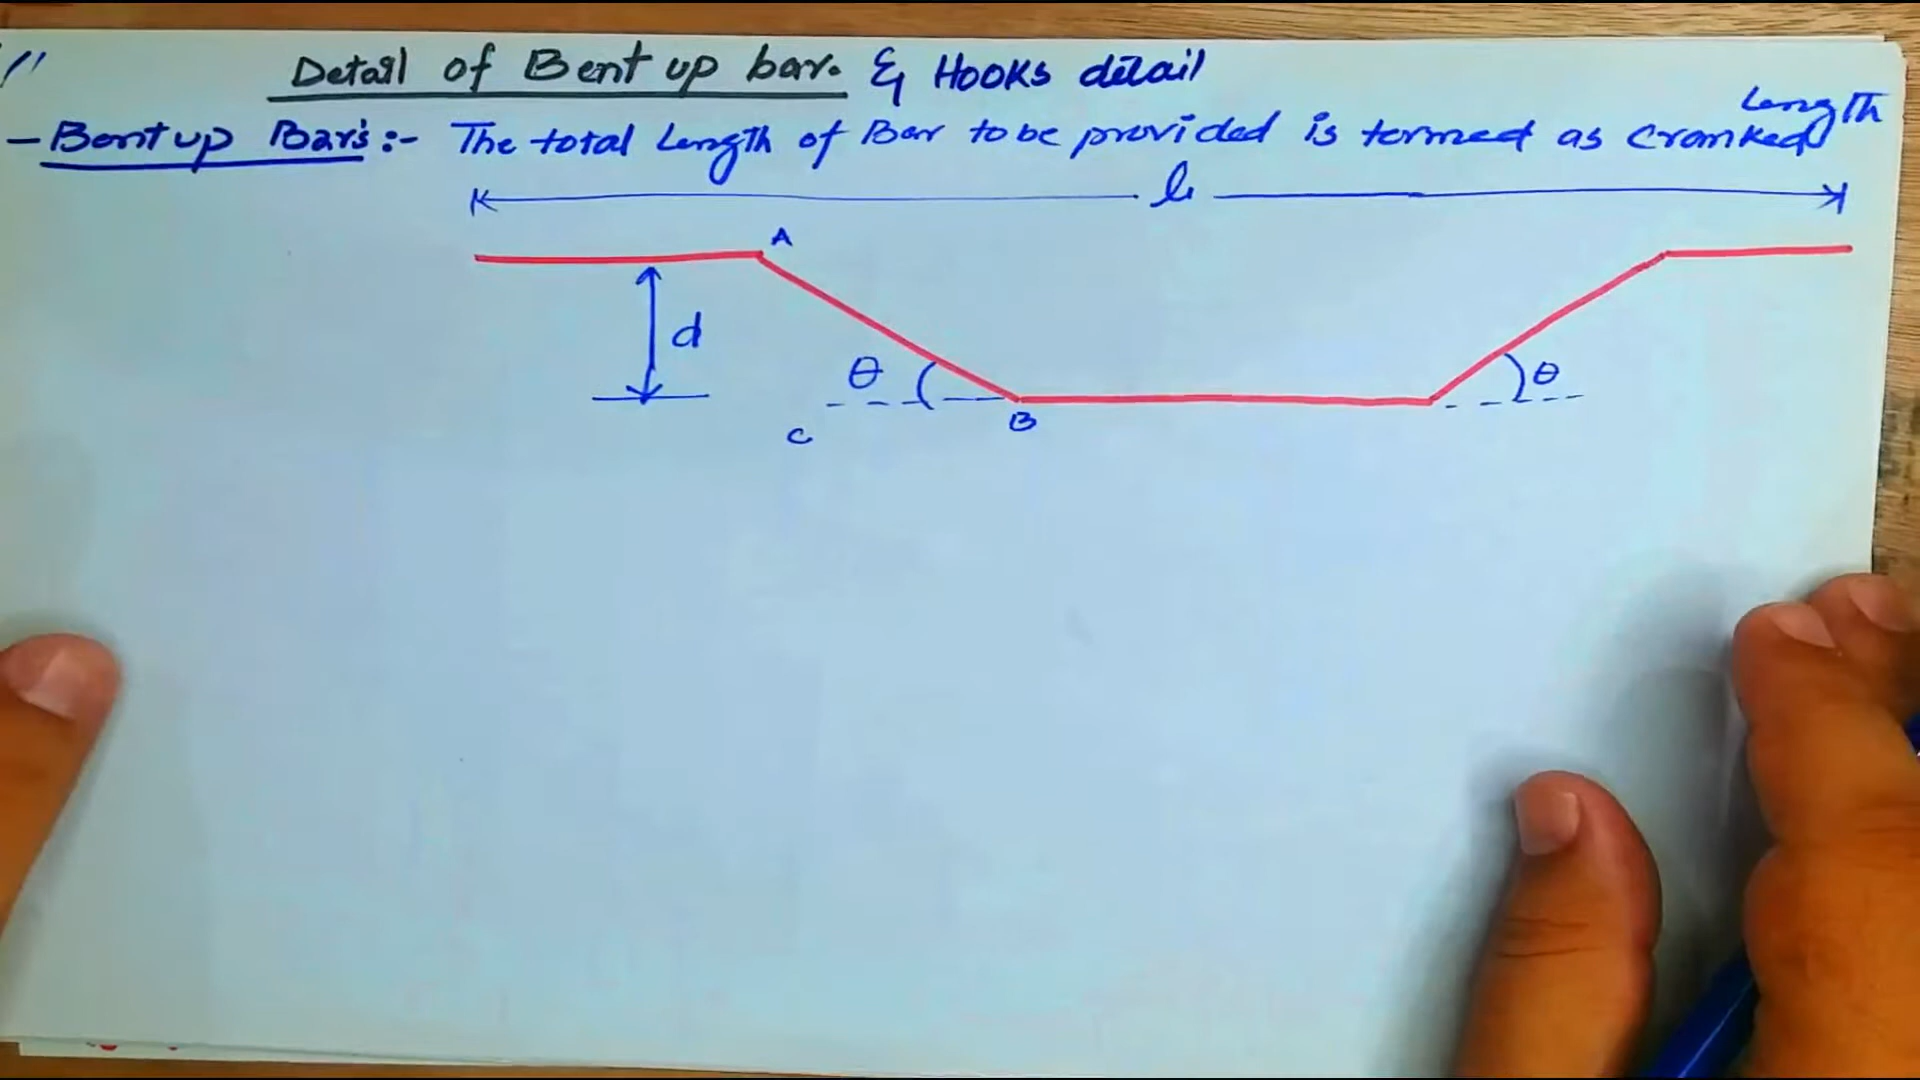 Detail of Bent up bar. & Hooks detail
Length
- Bent up Bar's :- The total Length of Bar to be provided is termed as Cranked
l
A
d
θ
θ
C
B